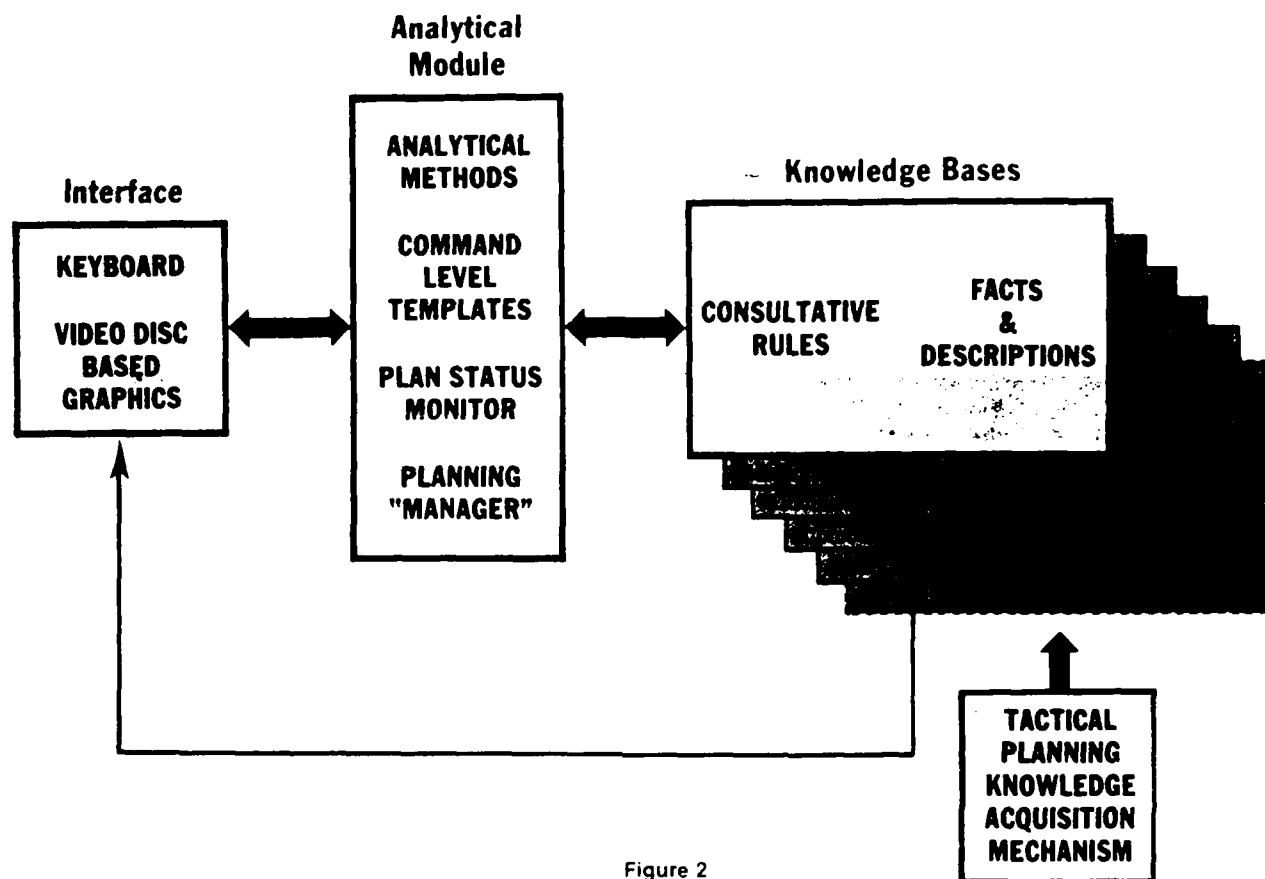 Analytical
Module
ANALYTICAL
METHODS
COMMAND
LEVEL
TEMPLATES
PLAN STATUS
MONITOR
PLANNING
"MANAGER"
Interface
KEYBOARD
VIDEO DISC
BASED
GRAPHICS
Knowledge Bases
CONSULTATIVE
RULES
FACTS
&
DESCRIPTIONS
TACTICAL
PLANNING
KNOWLEDGE
ACQUISITION
MECHANISM
Figure 2